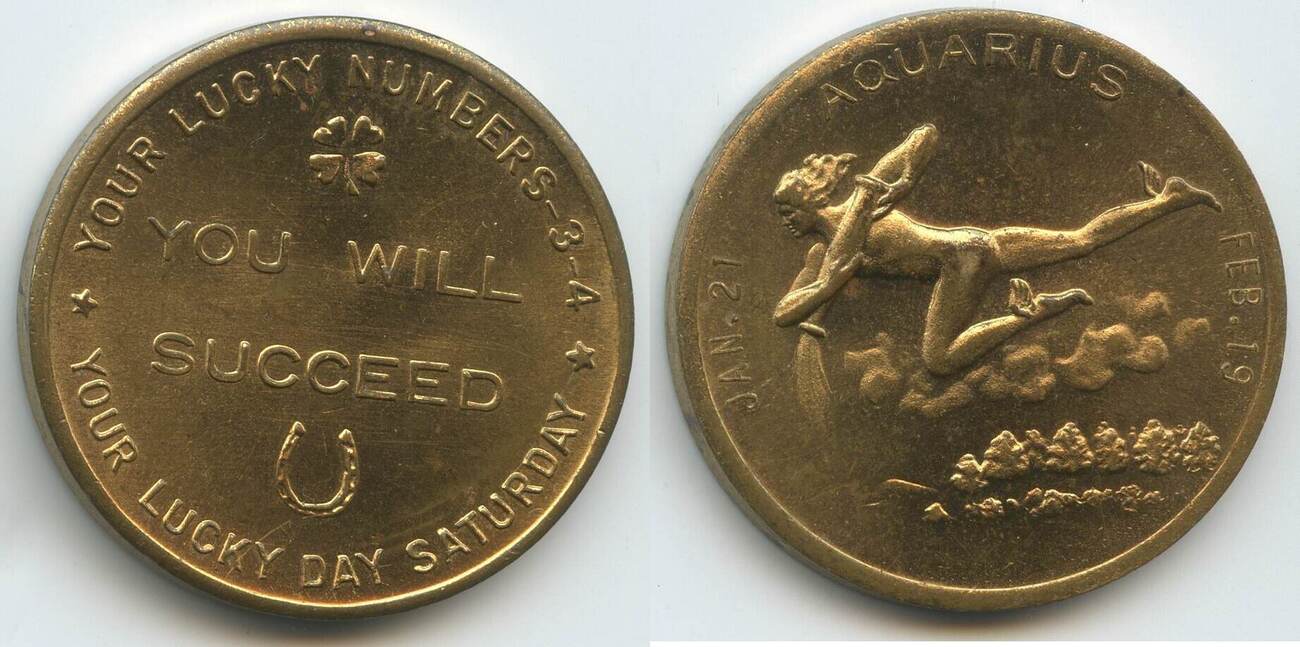 YOUR LUCKY NUMBERS-3-4
YOU WILL
SUCCEED
YOUR LUCKY DAY SATURDAY
AQUARIUS
JAN. 21
FEB. 19